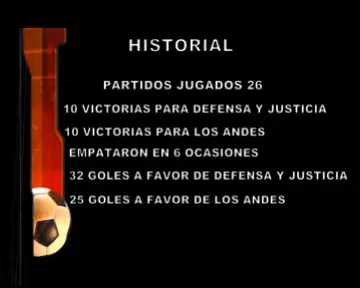 HISTORIAL
PARTIDOS JUGADOS 26
10 VICTORIAS PARA DEFENSA Y JUSTICIA
10 VICTORIAS PARA LOS ANDES
EMPATARON EN 6 OCASIONES
32 GOLES A FAVOR DE DEFENSA Y JUSTICIA
25 GOLES A FAVOR DE LOS ANDES